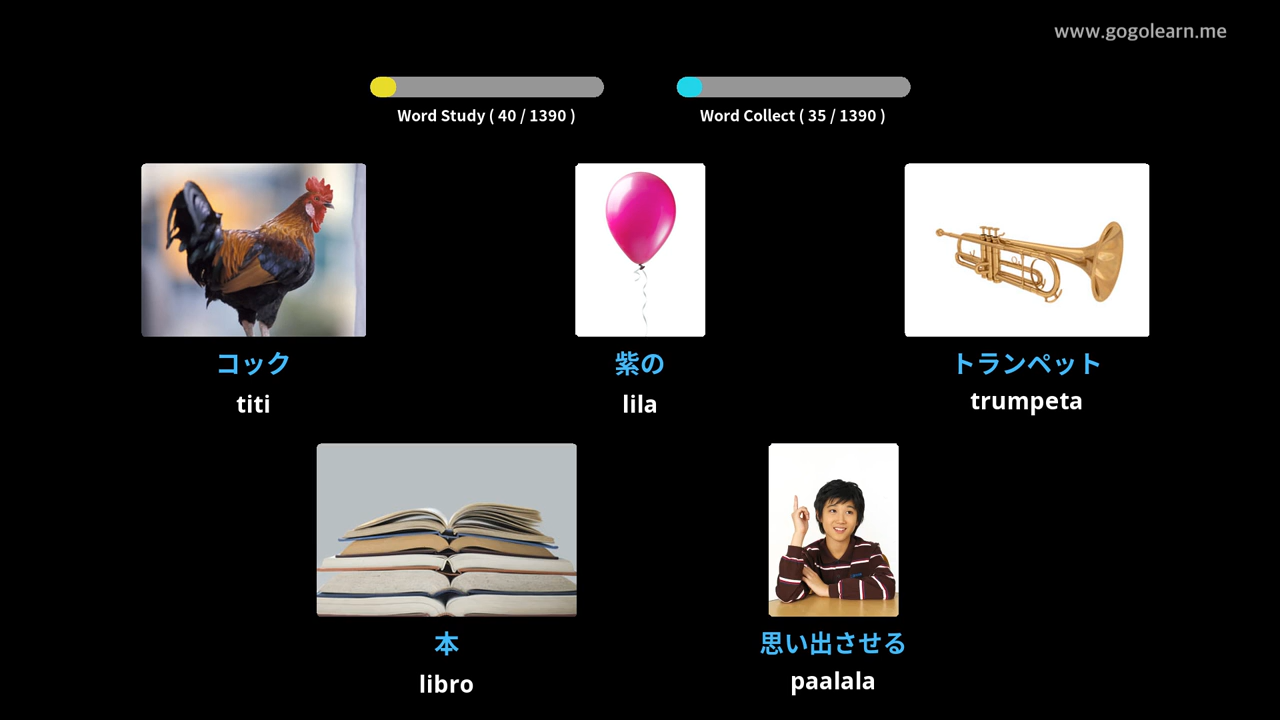 www.gogolearn.me
Word Study ( 40 / 1390 )
Word Collect ( 35 / 1390 )
コック
紫の
トランペット
titi
lila
trumpeta
本
思い出させる
libro
paalala